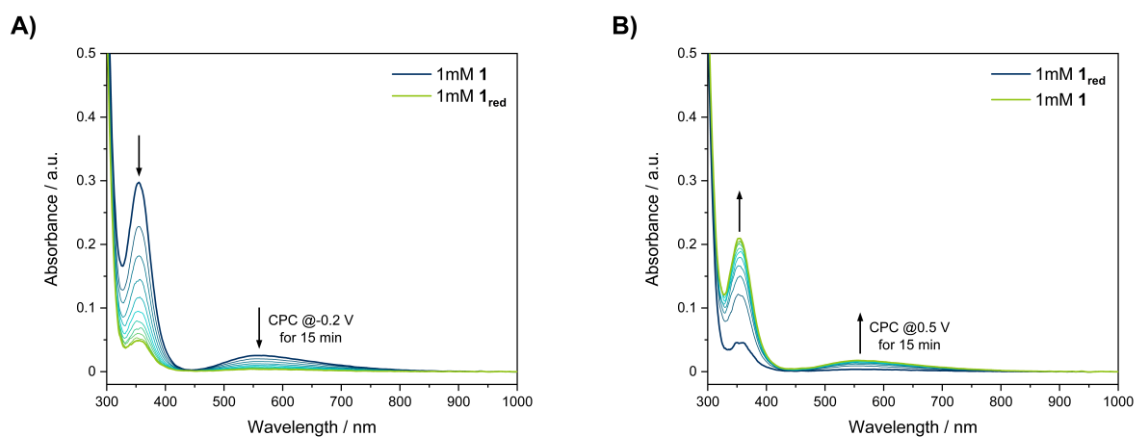 A)
0.5
0.4
0.3
0.2
0.1
0
Absorbance / a.u.
1mM 1
1mM 1red
CPC @-0.2 V
for 15 min
300 400 500 600 700 800 900 1000
Wavelength / nm
B)
0.5
0.4
0.3
0.2
0.1
0
Absorbance / a.u.
1mM 1red
1mM 1
CPC @0.5 V
for 15 min
300 400 500 600 700 800 900 1000
Wavelength / nm